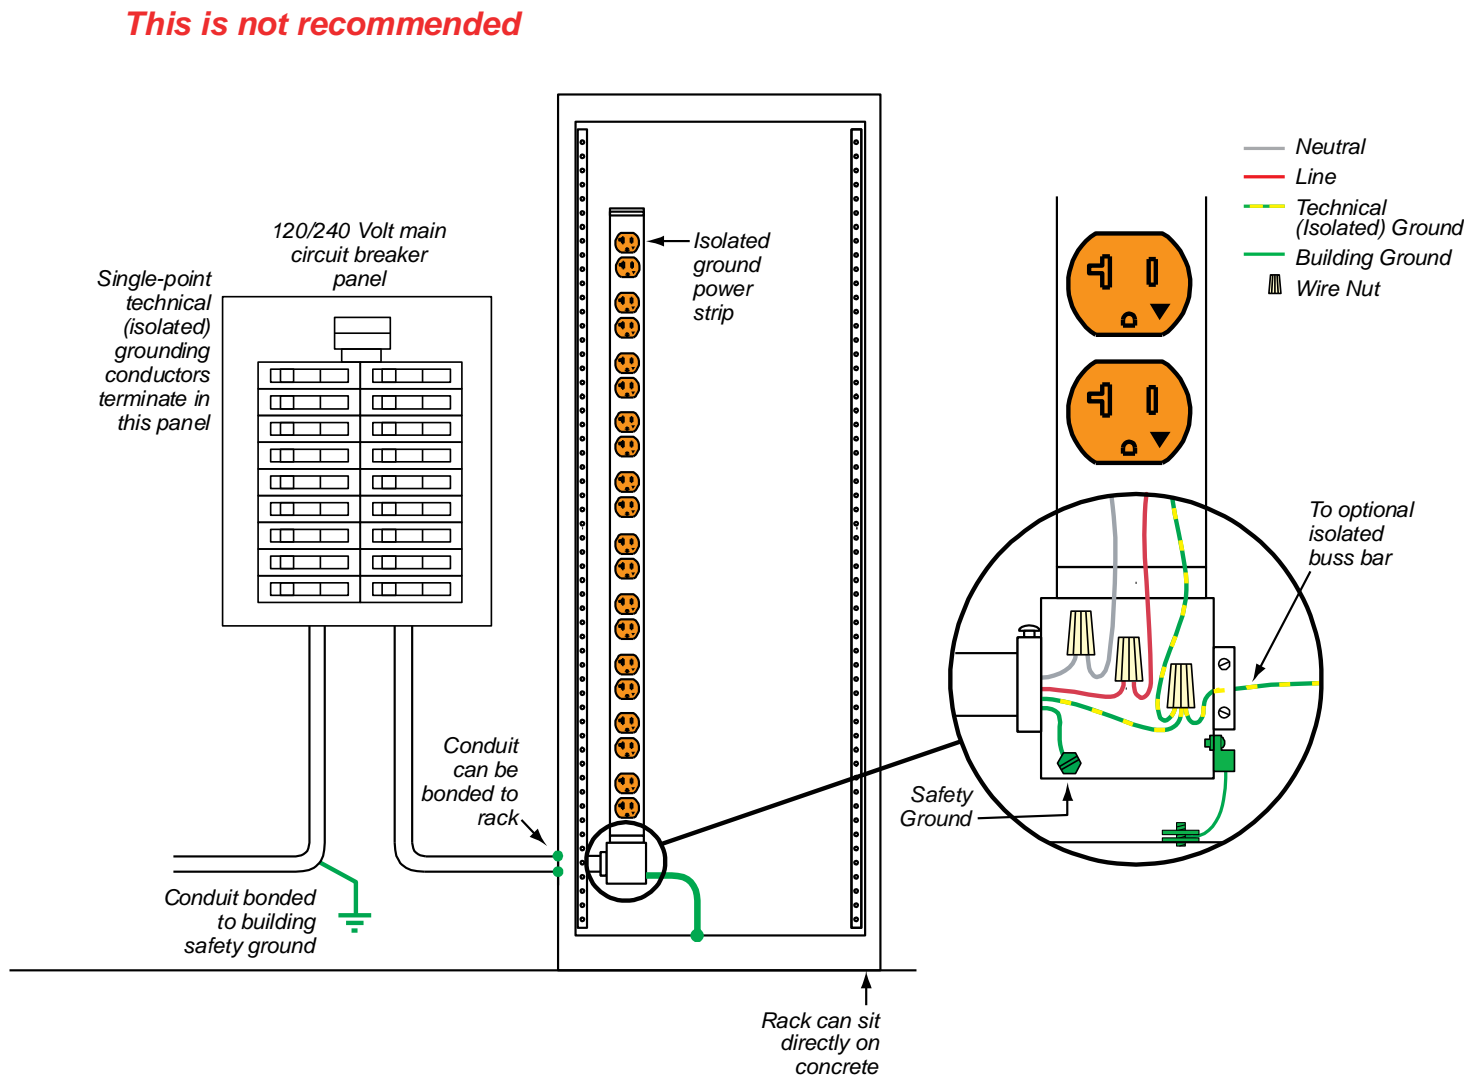 This is not recommended
120/240 Volt main
circuit breaker
panel
Single-point
technical
(isolated)
grounding
conductors
terminate in
this panel
Isolated
ground
power
strip
Neutral
Line
Technical
(Isolated) Ground
Building Ground
Wire Nut
To optional
isolated
buss bar
Conduit
can be
bonded to
rack
Safety
Ground
Conduit bonded
to building
safety ground
Rack can sit
directly on
concrete